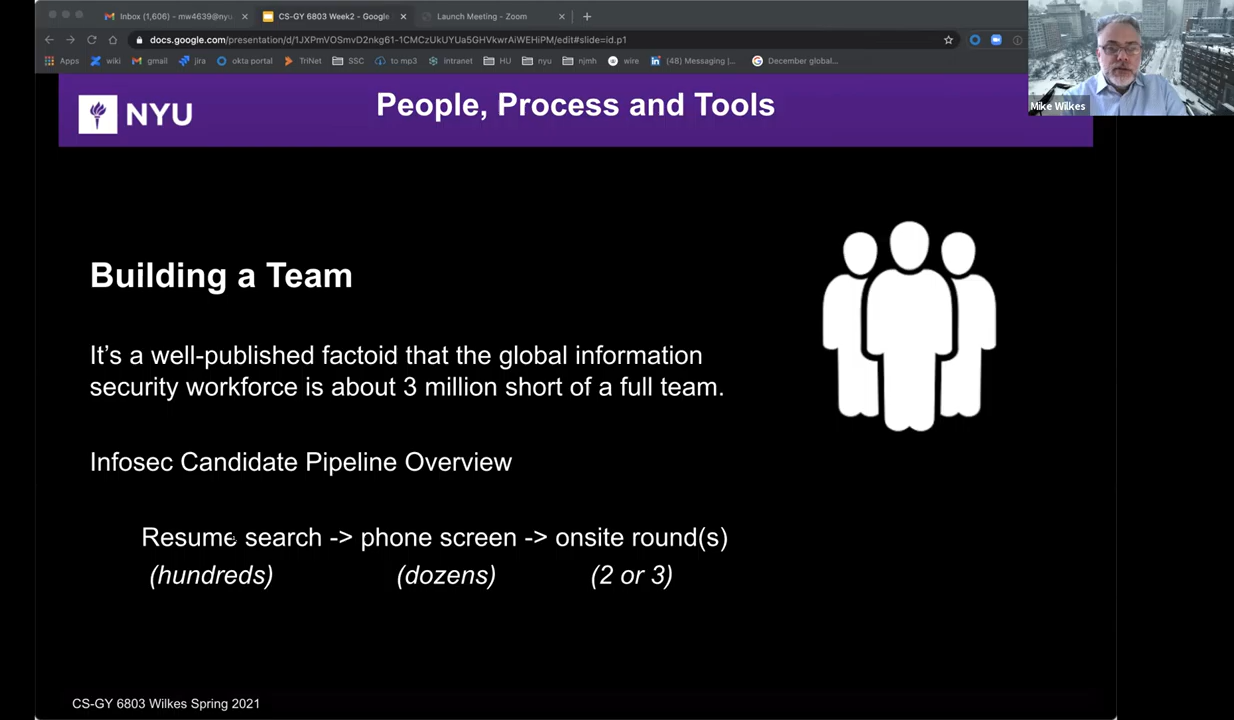 Inbox (1,606) - mw4639@nyu
CS-GY 6803 Week2 - Google
Launch Meeting - Zoom
docs.google.com/presentation/d/1JXPmVOSmvD2nkg61-1CMCzUkUYUa5GHVkwrAiWEHiPM/edit#slide=id.p1
Apps wiki gmail jira okta portal TriNet SSC to mp3 intranet HU nyu njmh wire (48) Messaging |... December global...
Mike Wilkes
NYU
People, Process and Tools
Building a Team
It's a well-published factoid that the global information
security workforce is about 3 million short of a full team.
Infosec Candidate Pipeline Overview
Resume search -> phone screen -> onsite round(s)
(hundreds) (dozens) (2 or 3)
CS-GY 6803 Wilkes Spring 2021